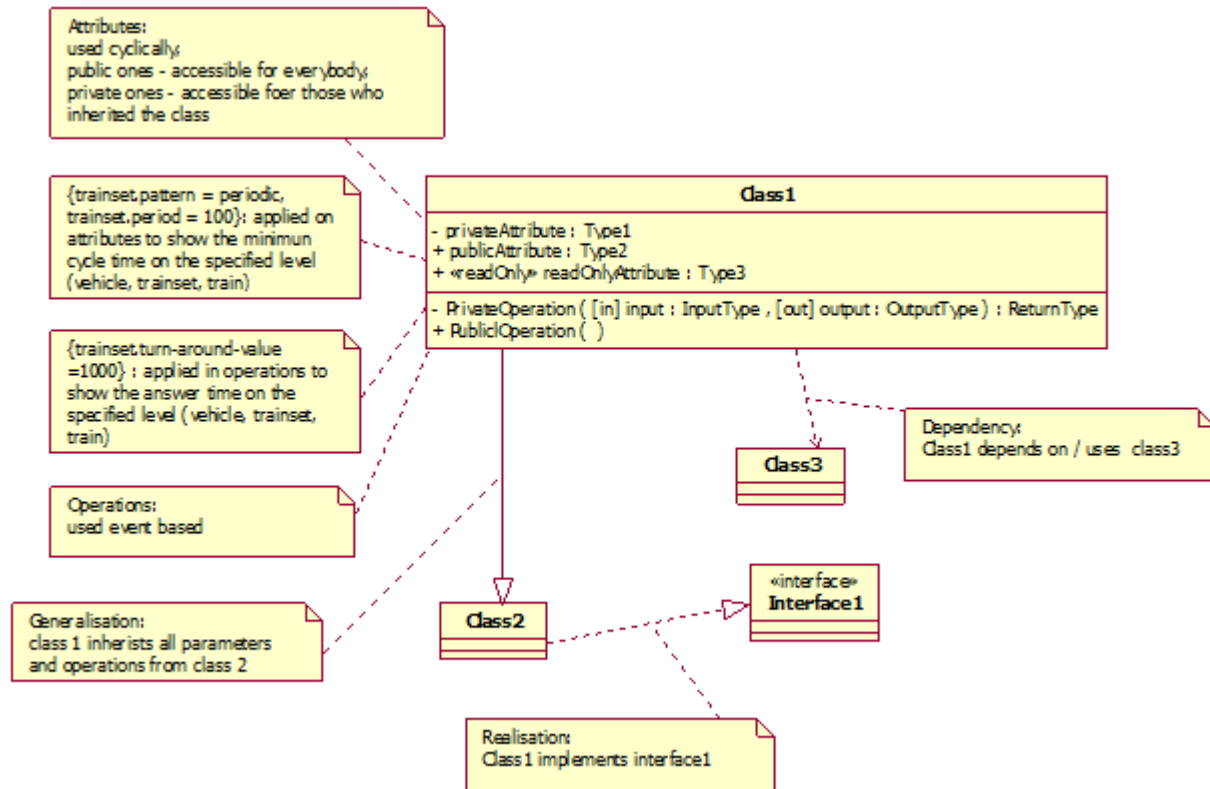 Attributes:
used cyclically;
public ones - accessible for everybody;
private ones - accessible foer those who
inherited the class
{trainset.pattern = periodic,
trainset.period = 100}: applied on
attributes to show the minimun
cycle time on the specified level
(vehicle, trainset, train)
{trainset.turn-around-value
=1000} : applied in operations to
show the answer time on the
specified level (vehicle, trainset,
train)
Operations:
used event based
Generalisation:
class 1 inherists all parameters
and operations from class 2
Class1
- privateAttribute : Type1
+ publicAttribute : Type2
+ «readOnly» readOnlyAttribute : Type3
- PrivateOperation ( [in] input : InputType , [out] output : OutputType ) : ReturnType
+ PubliclOperation ( )
Class3
Dependency:
Class1 depends on / uses class3
Class2
«interface»
Interface1
Realisation:
Class1 implements interface1